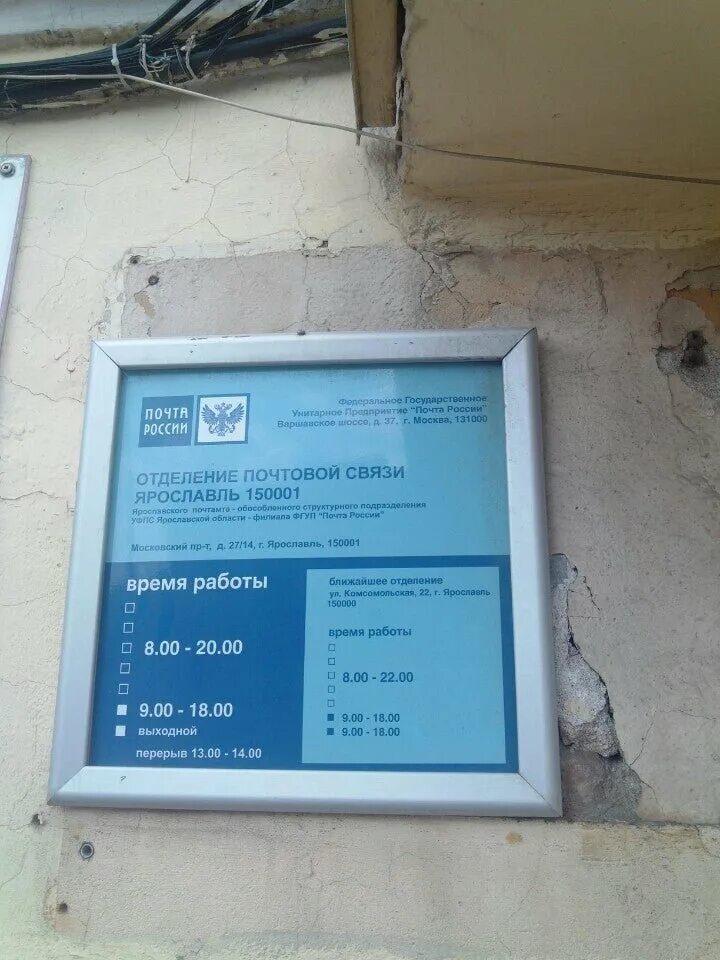 ПОЧТА
РОССИИ
Федеральное Государственное
Унитарное Предприятие "Почта России"
Варшавское шоссе, д. 37, г. Москва, 131000
ОТДЕЛЕНИЕ ПОЧТОВОЙ СВЯЗИ
ЯРОСЛАВЛЬ 150001
Ярославского почтамта - обособленного структурного подразделения
УФПС Ярославской области - филиала ФГУП "Почта России"
Московский пр-т, д. 27/14, г. Ярославль, 150001
время работы
8.00 - 20.00
9.00 - 18.00
выходной
перерыв 13.00 - 14.00
ближайшее отделение
ул. Комсомольская, 22, г. Ярославль
150000
время работы
8.00 - 22.00
9.00 - 18.00
9.00 - 18.00